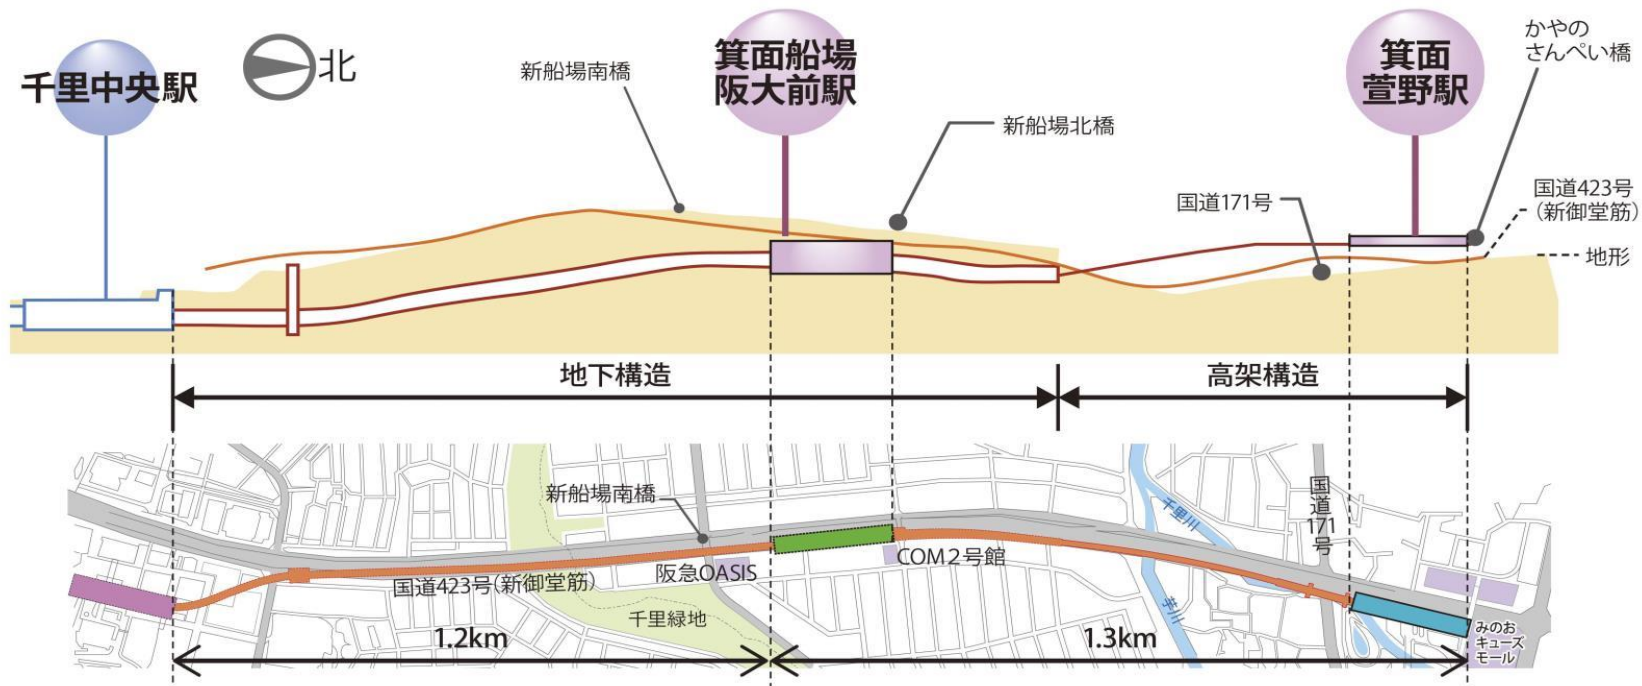 千里中央駅
北
新船場南橋
箕面船場
阪大前駅
新船場北橋
箕面
萱野駅
かやの
さんぺい橋
国道171号
国道423号
(新御堂筋)
地形
地下構造
高架構造
新船場南橋
国道423号(新御堂筋)
阪急OASIS
千里緑地
COM2号館
千里川
芋川
国道171号
みのお
キューズ
モール
1.2km
1.3km